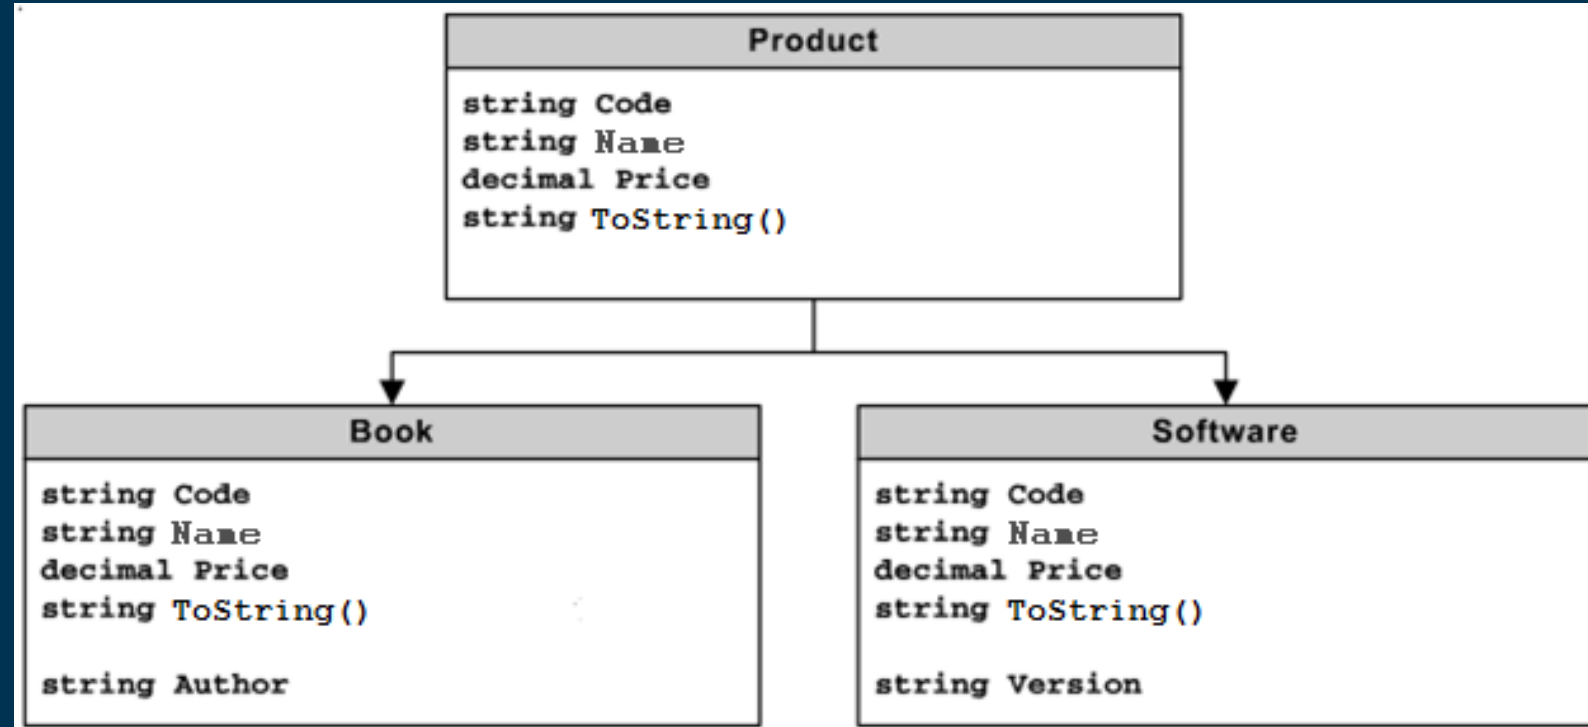 Product
string Code
string Name
decimal Price
string ToString()
Book
string Code
string Name
decimal Price
string ToString()
string Author
Software
string Code
string Name
decimal Price
string ToString()
string Version